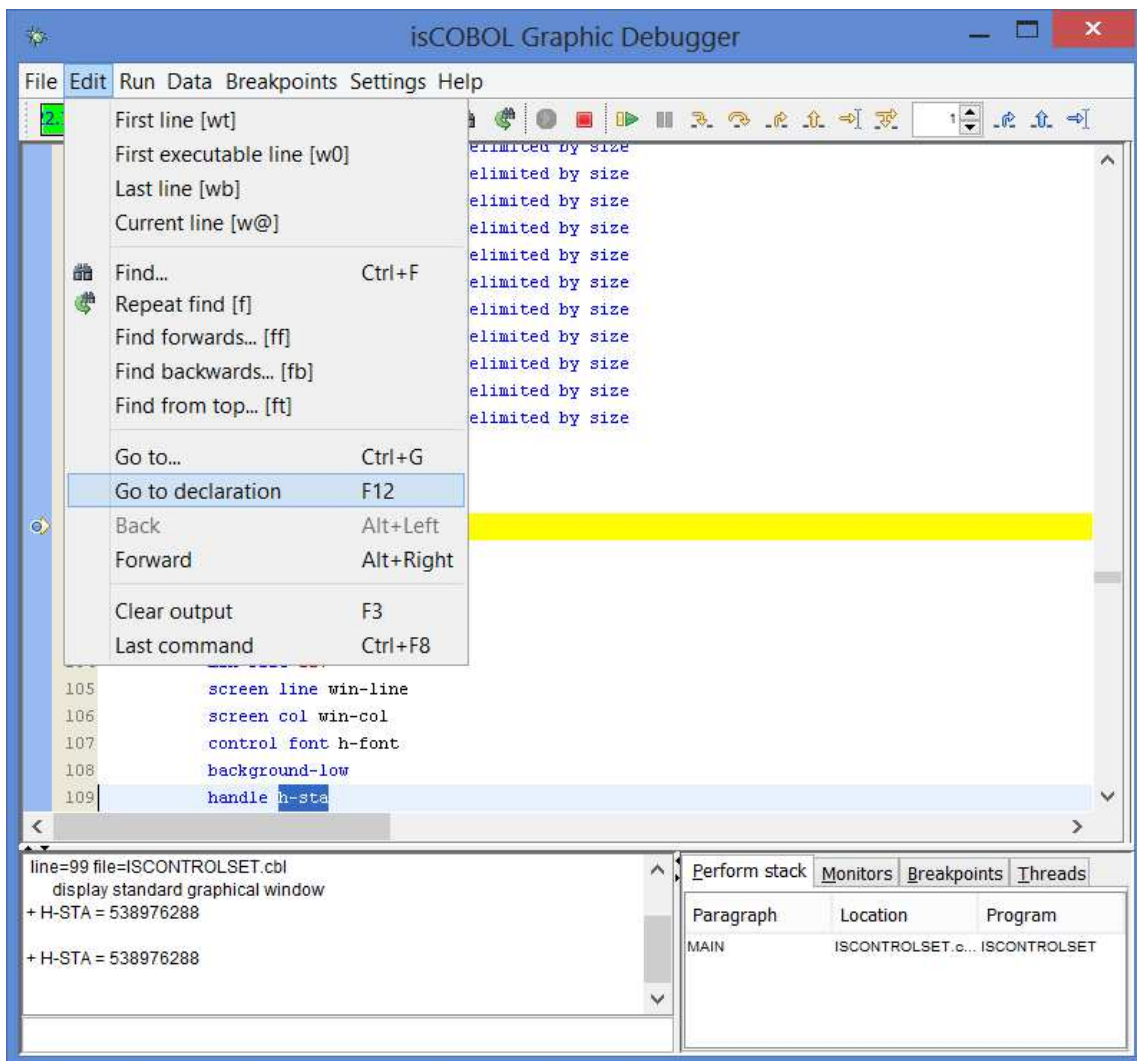 isCOBOL Graphic Debugger
File Edit Run Data Breakpoints Settings Help
1
First line [wt]
First executable line [w0]
Last line [wb]
Current line [w@]
Find... Ctrl+F
Repeat find [f]
Find forwards... [ff]
Find backwards... [fb]
Find from top... [ft]
Go to... Ctrl+G
Go to declaration F12
Back Alt+Left
Forward Alt+Right
Clear output F3
Last command Ctrl+F8
elimited by size
elimited by size
elimited by size
elimited by size
elimited by size
elimited by size
elimited by size
elimited by size
elimited by size
elimited by size
elimited by size
105 screen line win-line
106 screen col win-col
107 control font h-font
108 background-low
109 handle h-sta
line=99 file=ISCONTROLSET.cbl
display standard graphical window
+ H-STA = 538976288
+ H-STA = 538976288
Perform stack Monitors Breakpoints Threads
Paragraph Location Program
MAIN ISCONTROLSET.c... ISCONTROLSET